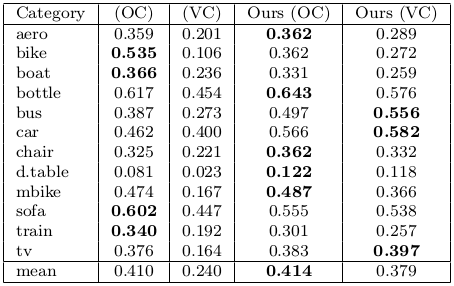 Category (OC) (VC) Ours (OC) Ours (VC)
aero 0.359 0.201 0.362 0.289
bike 0.535 0.106 0.362 0.272
boat 0.366 0.236 0.331 0.259
bottle 0.617 0.454 0.643 0.576
bus 0.387 0.273 0.497 0.556
car 0.462 0.400 0.566 0.582
chair 0.325 0.221 0.362 0.332
d.table 0.081 0.023 0.122 0.118
mbike 0.474 0.167 0.487 0.366
sofa 0.602 0.447 0.555 0.538
train 0.340 0.192 0.301 0.257
tv 0.376 0.164 0.383 0.397
mean 0.410 0.240 0.414 0.379